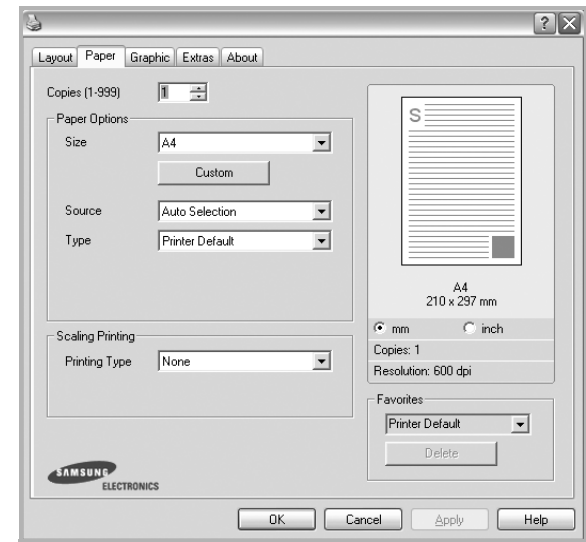 Layout Paper Graphic Extras About
Copies (1-999) 1
Paper Options
Size A4
Custom
Source Auto Selection
Type Printer Default
Scaling Printing
Printing Type None
S
A4
210 x 297 mm
mm inch
Copies: 1
Resolution: 600 dpi
Favorites
Printer Default
Delete
SAMSUNG
ELECTRONICS
OK Cancel Apply Help